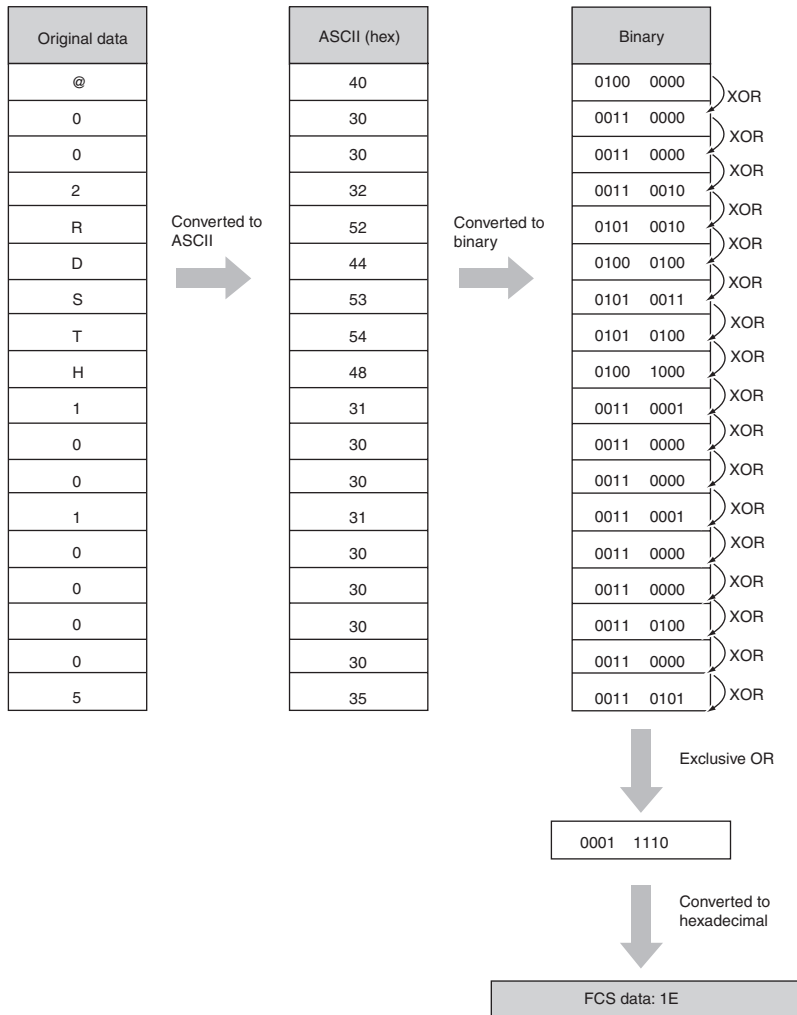 Original data
ASCII (hex)
Binary
@
40
0100 0000
XOR
0
30
0011 0000
XOR
0
30
0011 0000
XOR
2
32
0011 0010
XOR
R
52
0101 0010
XOR
D
44
0100 0100
XOR
S
53
0101 0011
XOR
T
54
0101 0100
XOR
H
48
0100 1000
XOR
1
31
0011 0001
XOR
0
30
0011 0000
XOR
0
30
0011 0000
XOR
1
31
0011 0001
XOR
0
30
0011 0000
XOR
0
30
0011 0000
XOR
0
30
0011 0100
XOR
0
30
0011 0000
XOR
5
35
0011 0101
Converted to
ASCII
Converted to
binary
Exclusive OR
0001 1110
Converted to
hexadecimal
FCS data: 1E